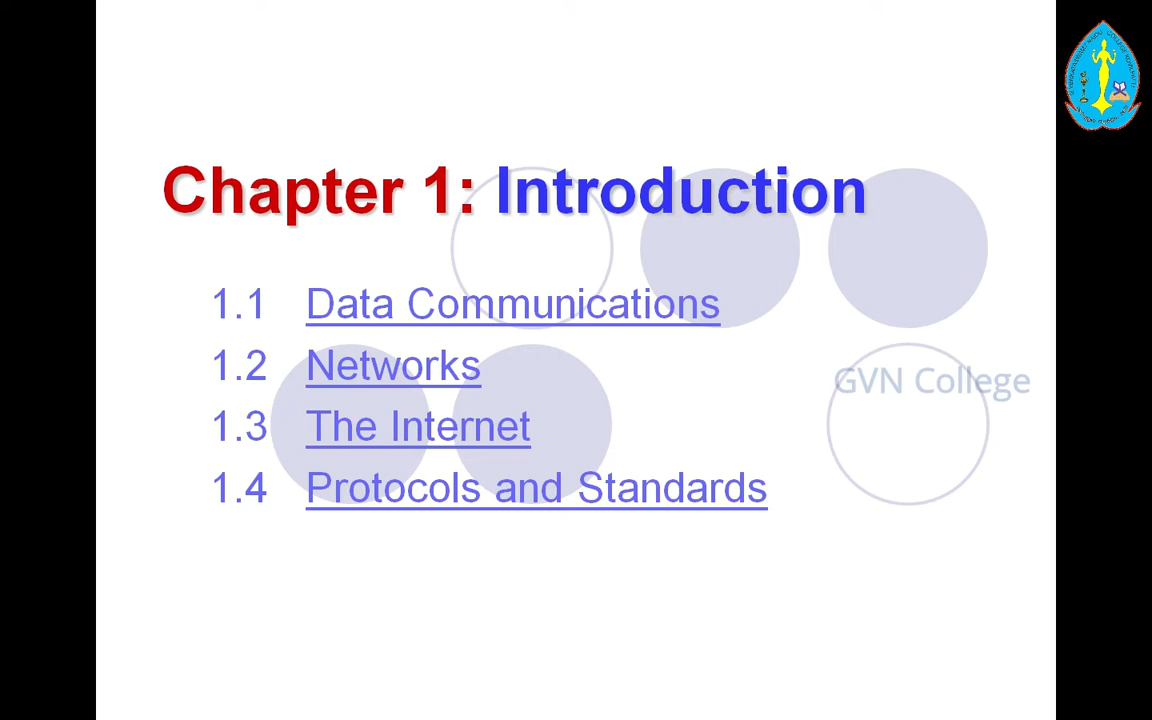 Chapter 1: Introduction
1.1 Data Communications
1.2 Networks
1.3 The Internet
1.4 Protocols and Standards
GVN College